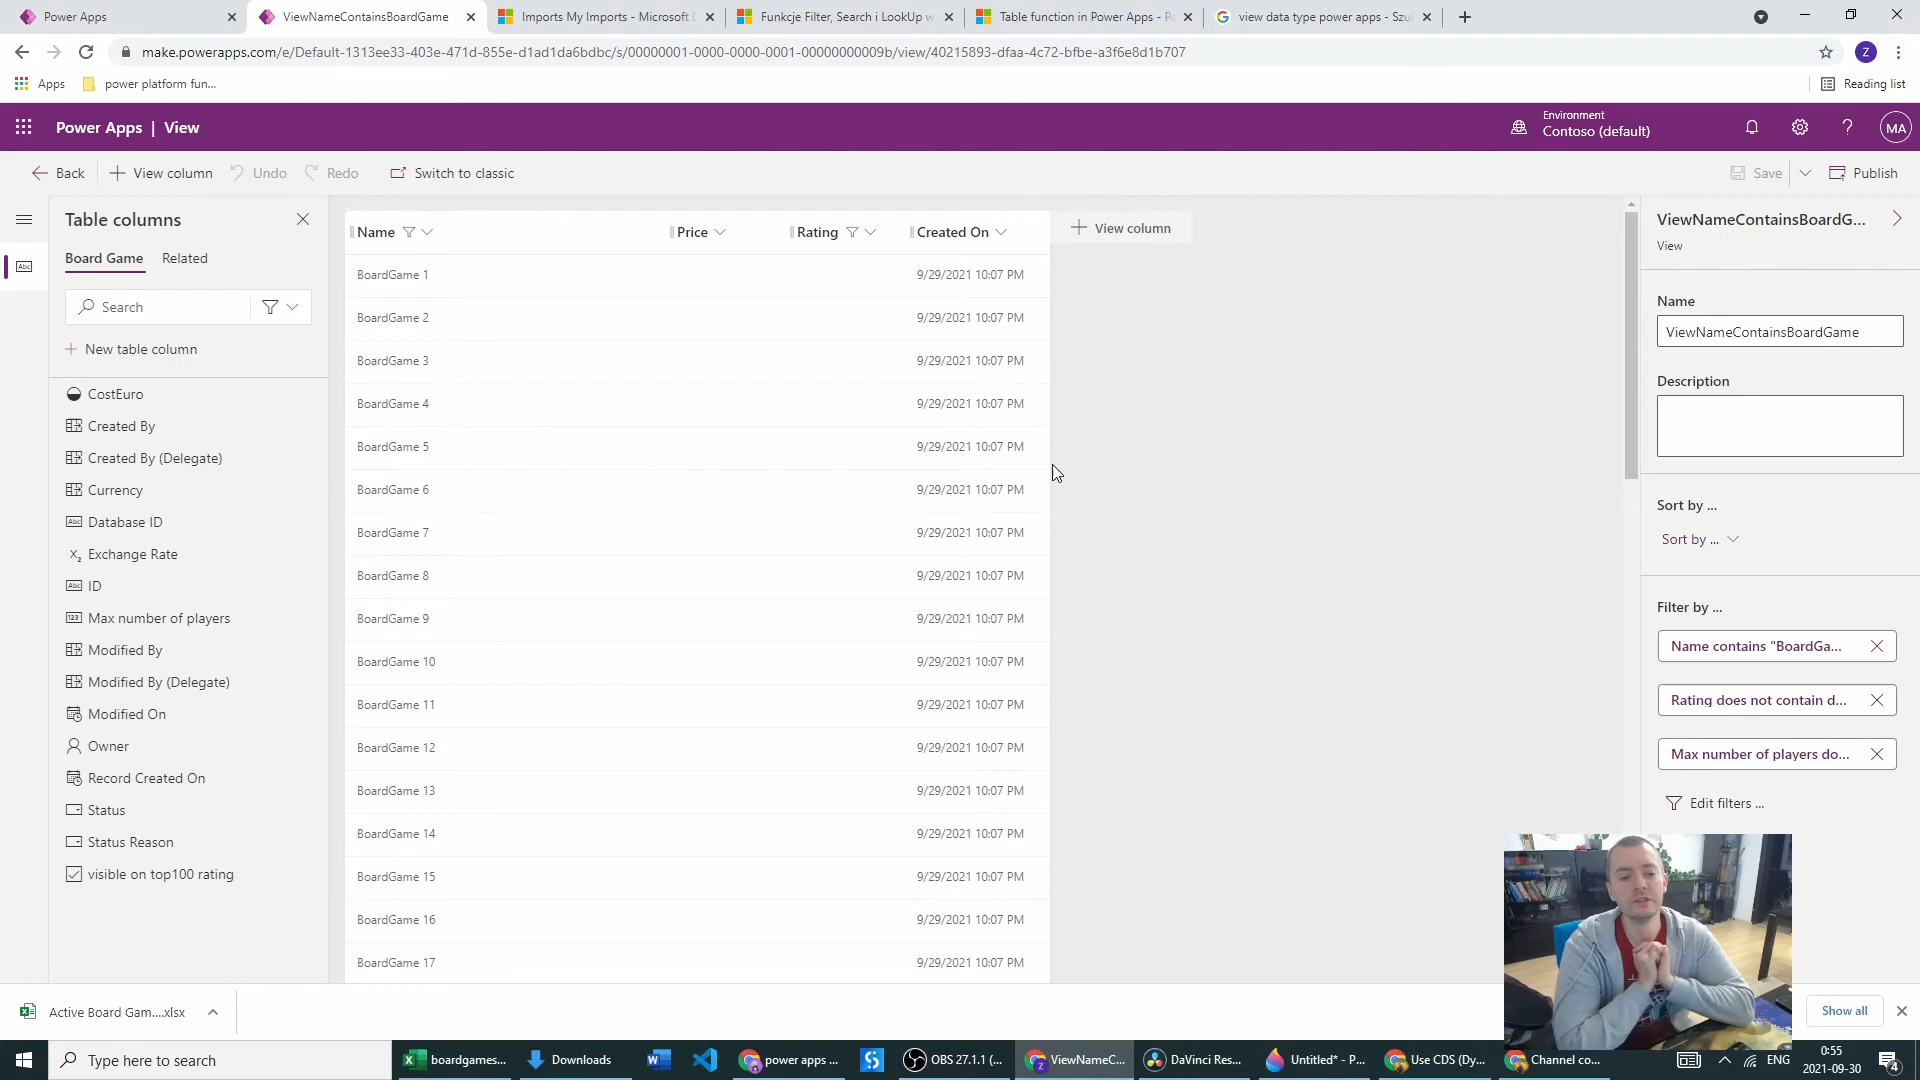 Power Apps
ViewNameContainsBoardGame
Imports My Imports - Microsoft D
Funkcje Filter, Search i LookUp w
Table function in Power Apps - Po
view data type power apps - Szu
make.powerapps.com/e/Default-1313ee33-403e-471d-855e-d1ad1da6bdbc/s/00000001-0000-0000-0001-00000000009b/view/40215893-dfaa-4c72-bfbe-a3f6e8d1b707
Z
Apps
power platform fun...
Reading list
Power Apps | View
Environment
Contoso (default)
MA
Back
View column
Undo
Redo
Switch to classic
Save
Publish
Table columns
Board Game
Related
Search
New table column
CostEuro
Created By
Created By (Delegate)
Currency
Database ID
Exchange Rate
ID
Max number of players
Modified By
Modified By (Delegate)
Modified On
Owner
Record Created On
Status
Status Reason
visible on top100 rating
Name Price Rating Created On
View column
BoardGame 1 9/29/2021 10:07 PM
BoardGame 2 9/29/2021 10:07 PM
BoardGame 3 9/29/2021 10:07 PM
BoardGame 4 9/29/2021 10:07 PM
BoardGame 5 9/29/2021 10:07 PM
BoardGame 6 9/29/2021 10:07 PM
BoardGame 7 9/29/2021 10:07 PM
BoardGame 8 9/29/2021 10:07 PM
BoardGame 9 9/29/2021 10:07 PM
BoardGame 10 9/29/2021 10:07 PM
BoardGame 11 9/29/2021 10:07 PM
BoardGame 12 9/29/2021 10:07 PM
BoardGame 13 9/29/2021 10:07 PM
BoardGame 14 9/29/2021 10:07 PM
BoardGame 15 9/29/2021 10:07 PM
BoardGame 16 9/29/2021 10:07 PM
BoardGame 17 9/29/2021 10:07 PM
ViewNameContainsBoardG...
View
Name
ViewNameContainsBoardGame
Description
Sort by ...
Sort by ...
Filter by ...
Name contains "BoardGa...
Rating does not contain d...
Max number of players do...
Edit filters ...
Active Board Gam....xlsx
Show all
Type here to search
boardgames...
Downloads
power apps ...
OBS 27.1.1 (...
ViewNameC...
DaVinci Res...
Untitled* - P...
Use CDS (Dy...
Channel co...
ENG
0:55
2021-09-30
4